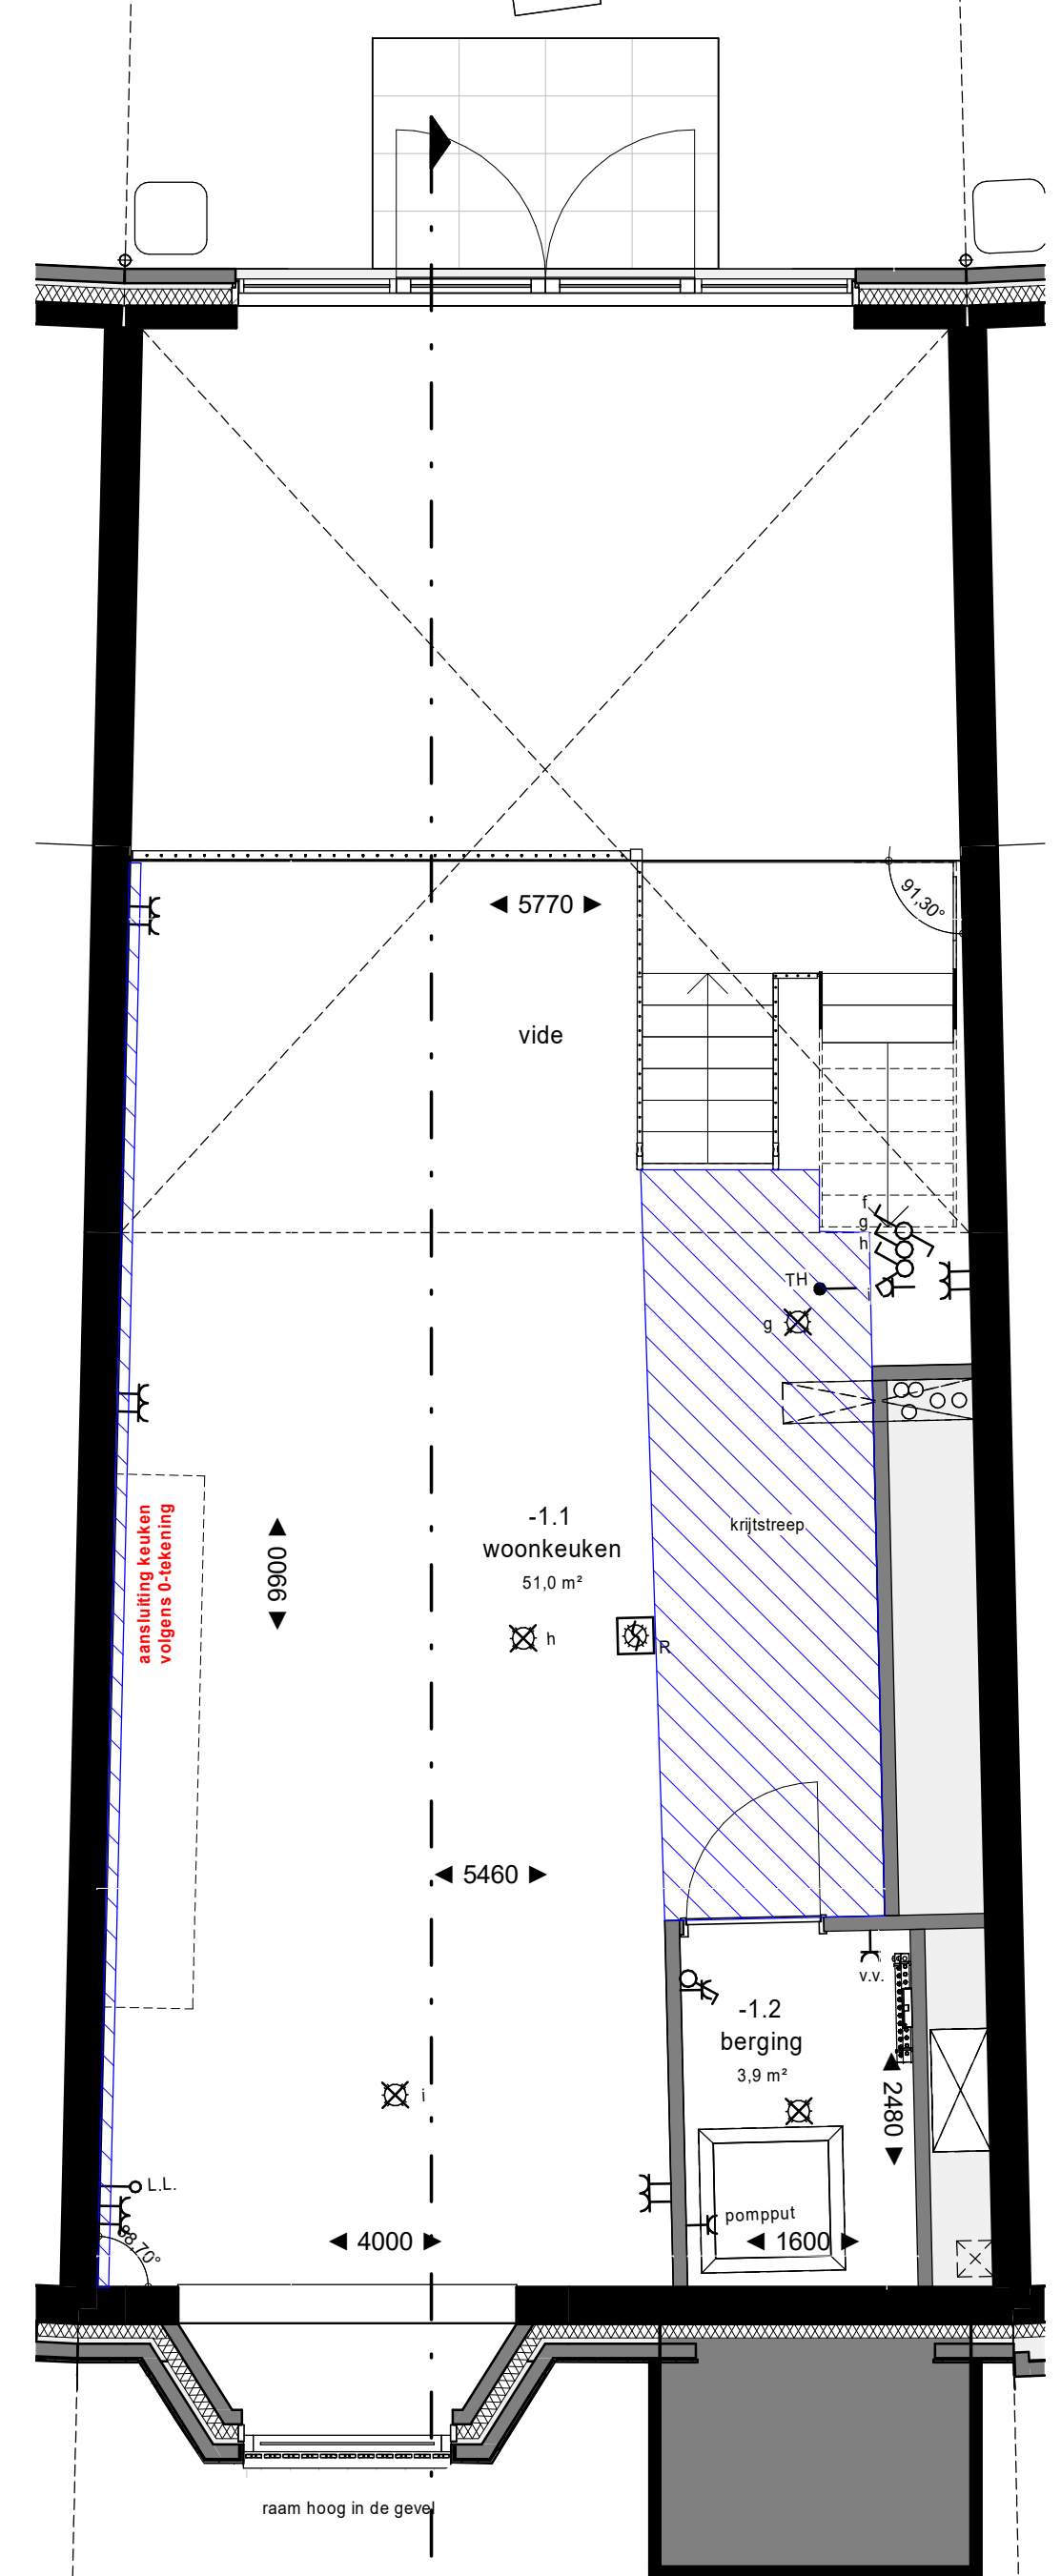 91,30°
◄ 5770 ►
vide
f
g
h
TH
i
g
krijtstreep
-1.1
woonkeuken
51,0 m²
aansluiting keuken
volgens 0-tekening
◄ 9900 ►
h
R
◄ 5460 ►
v.v.
-1.2
berging
3,9 m²
◄ 2480 ►
i
L.L.
88,70°
pompput
◄ 4000 ►
◄ 1600 ►
raam hoog in de gevel